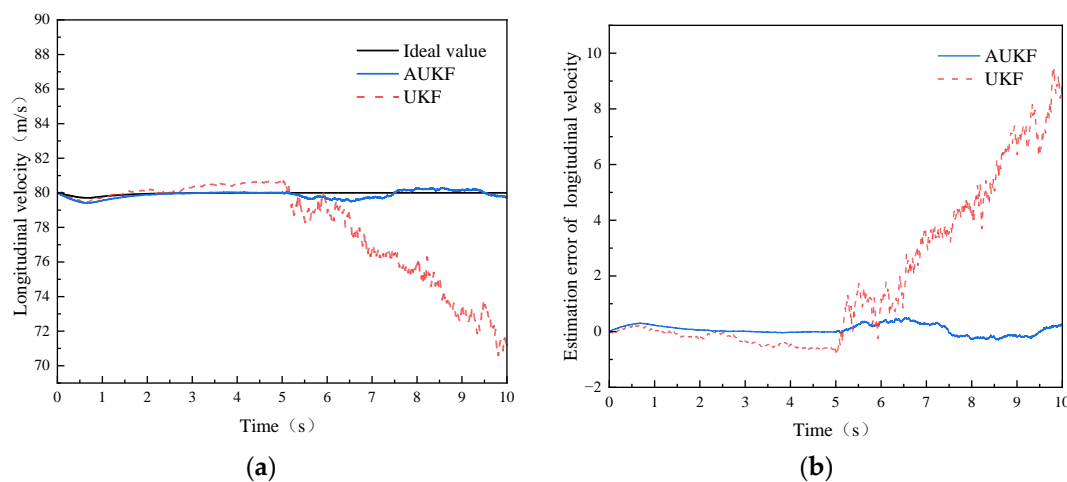 90
88
86
84
82
80
78
76
74
72
70
0 1 2 3 4 5 6 7 8 9 10
Longitudinal velocity（m/s）
Time（s）
Ideal value
AUKF
UKF
(a)
10
8
6
4
2
0
−2
0 1 2 3 4 5 6 7 8 9 10
Estimation error of longitudinal velocity
Time（s）
AUKF
UKF
(b)